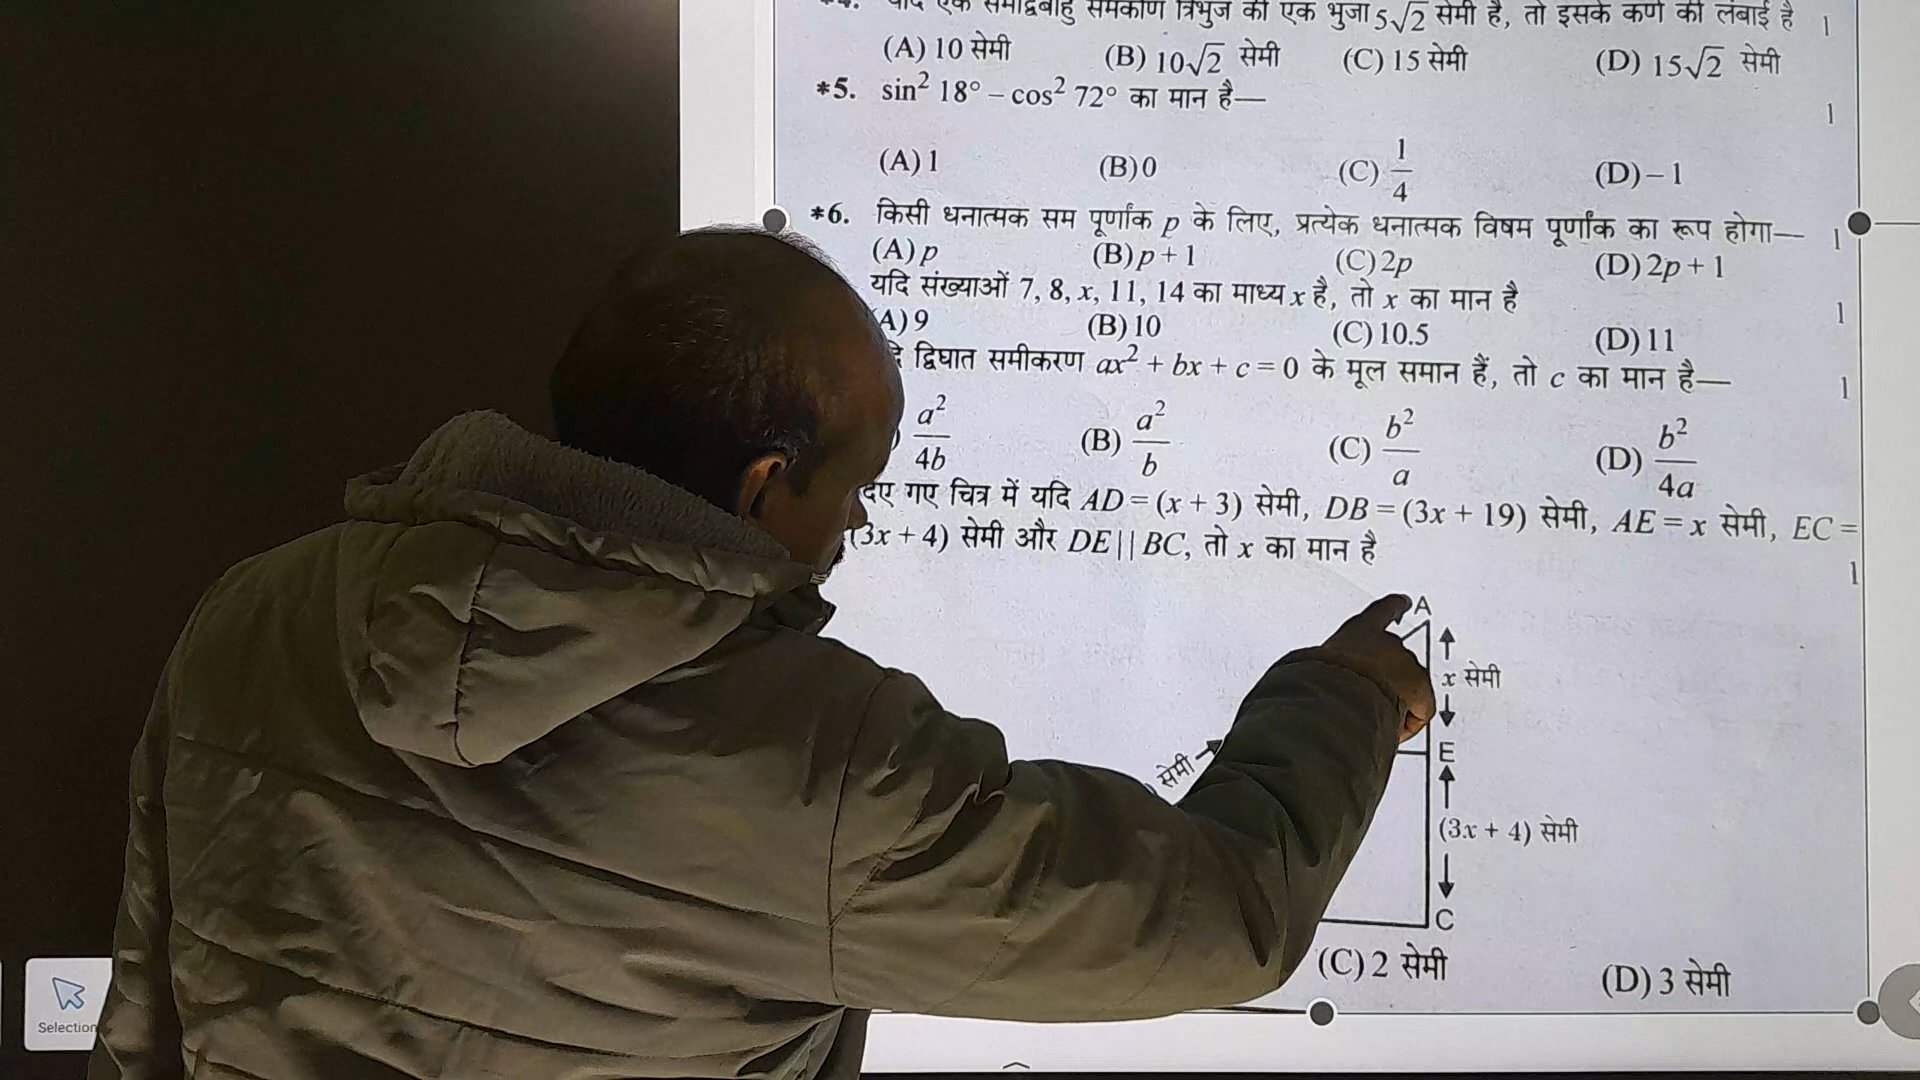 एक समद्विबाहु समकोण त्रिभुज की एक भुजा 5√2 सेमी है, तो इसके कर्ण की लंबाई है 1
(A) 10 सेमी (B) 10√2 सेमी (C) 15 सेमी (D) 15√2 सेमी
*5. sin² 18° – cos² 72° का मान है— 1
(A) 1 (B) 0 (C) 1/4 (D) – 1
*6. किसी धनात्मक सम पूर्णांक p के लिए, प्रत्येक धनात्मक विषम पूर्णांक का रूप होगा— 1
(A) p (B) p + 1 (C) 2p (D) 2p + 1
यदि संख्याओं 7, 8, x, 11, 14 का माध्य x है, तो x का मान है 1
A) 9 (B) 10 (C) 10.5 (D) 11
द्विघात समीकरण ax² + bx + c = 0 के मूल समान हैं, तो c का मान है— 1
) a²/4b (B) a²/b (C) b²/a (D) b²/4a
गए चित्र में यदि AD = (x + 3) सेमी, DB = (3x + 19) सेमी, AE = x सेमी, EC =
(3x + 4) सेमी और DE || BC, तो x का मान है 1
A
x सेमी
सेमी
E
(3x + 4) सेमी
C
(C) 2 सेमी (D) 3 सेमी
Selection